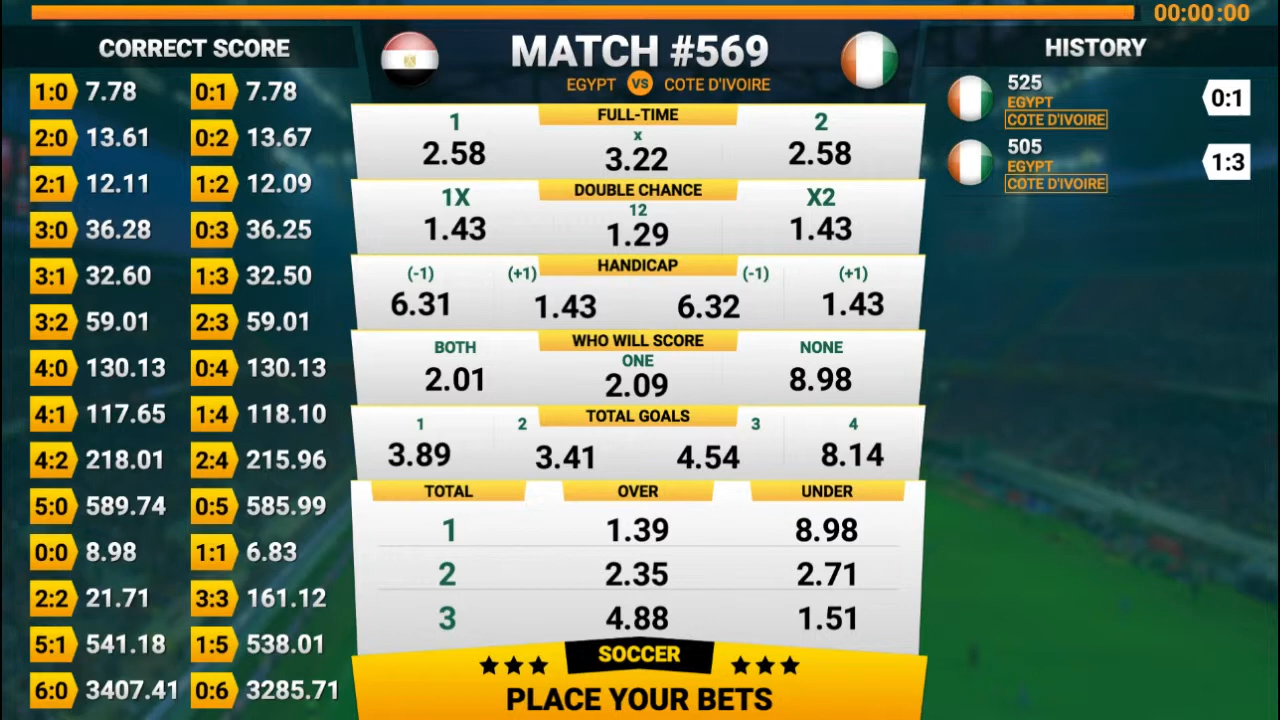 00:00:00
CORRECT SCORE
1:0 7.78 0:1 7.78
2:0 13.61 0:2 13.67
2:1 12.11 1:2 12.09
3:0 36.28 0:3 36.25
3:1 32.60 1:3 32.50
3:2 59.01 2:3 59.01
4:0 130.13 0:4 130.13
4:1 117.65 1:4 118.10
4:2 218.01 2:4 215.96
5:0 589.74 0:5 585.99
0:0 8.98 1:1 6.83
2:2 21.71 3:3 161.12
5:1 541.18 1:5 538.01
6:0 3407.41 0:6 3285.71
MATCH #569
EGYPT VS COTE D'IVOIRE
FULL-TIME
1 x 2
2.58 3.22 2.58
DOUBLE CHANCE
1X 12 X2
1.43 1.29 1.43
HANDICAP
(-1) (+1) (-1) (+1)
6.31 1.43 6.32 1.43
WHO WILL SCORE
BOTH ONE NONE
2.01 2.09 8.98
TOTAL GOALS
1 2 3 4
3.89 3.41 4.54 8.14
TOTAL OVER UNDER
1 1.39 8.98
2 2.35 2.71
3 4.88 1.51
SOCCER
PLACE YOUR BETS
HISTORY
525
EGYPT
COTE D'IVOIRE
0:1
505
EGYPT
COTE D'IVOIRE
1:3